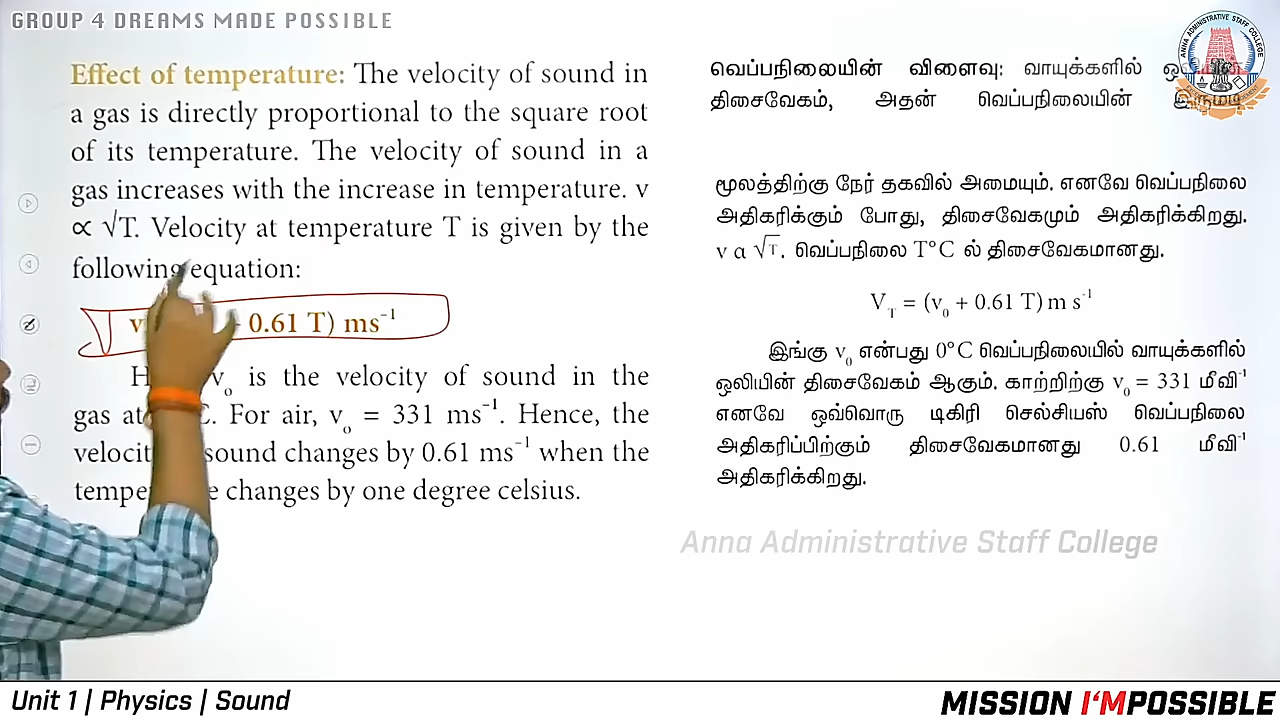 GROUP 4 DREAMS MADE POSSIBLE
Effect of temperature: The velocity of sound in
a gas is directly proportional to the square root
of its temperature. The velocity of sound in a
gas increases with the increase in temperature. v
∝ √T. Velocity at temperature T is given by the
following equation:
v 0.61 T) ms⁻¹
v₀ is the velocity of sound in the
gas at C. For air, v₀ = 331 ms⁻¹. Hence, the
sound changes by 0.61 ms⁻¹ when the
changes by one degree celsius.
வெப்பநிலையின் விளைவு: வாயுக்களில்
திசைவேகம், அதன் வெப்பநிலையின்
மூலத்திற்கு நேர் தகவில் அமையும். எனவே வெப்பநிலை
அதிகரிக்கும் போது, திசைவேகமும் அதிகரிக்கிறது.
v α √T. வெப்பநிலை T°C ல் திசைவேகமானது.
V_T = (v₀ + 0.61 T) m s⁻¹
இங்கு v₀ என்பது 0°C வெப்பநிலையில் வாயுக்களில்
ஒலியின் திசைவேகம் ஆகும். காற்றிற்கு v₀ = 331 மீவி⁻¹
எனவே ஒவ்வொரு டிகிரி செல்சியஸ் வெப்பநிலை
அதிகரிப்பிற்கும் திசைவேகமானது 0.61 மீவி⁻¹
அதிகரிக்கிறது.
Anna Administrative Staff College
ANNA ADMINISTRATIVE STAFF COLLEGE
Unit 1 | Physics | Sound
MISSION I'MPOSSIBLE